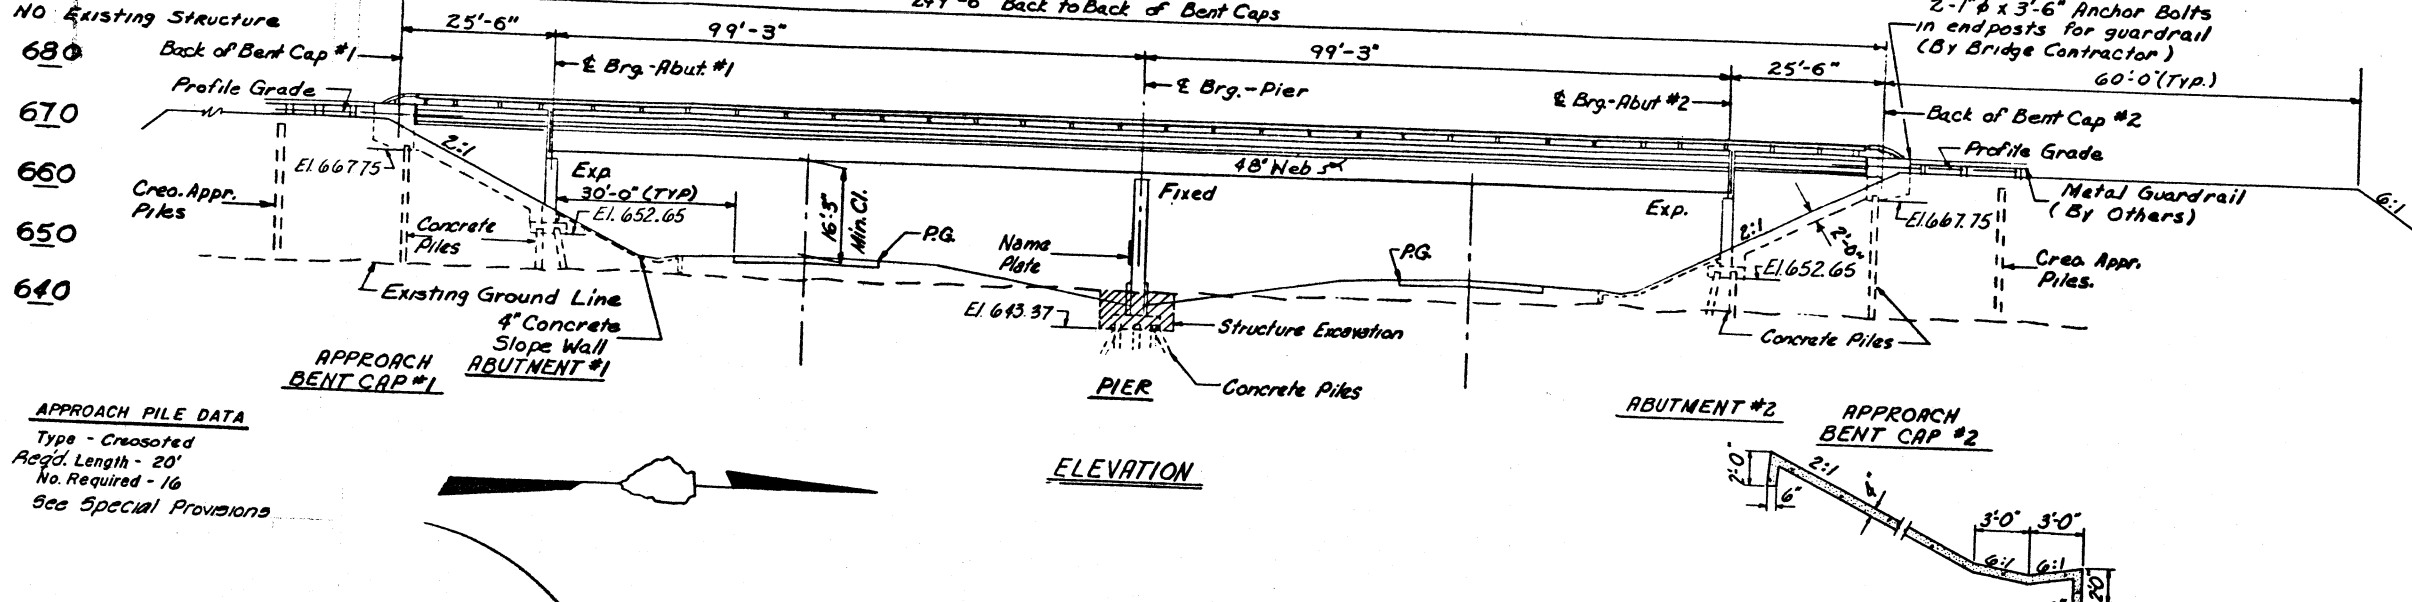 NO Existing Structure
249'-6" Back to Back of Bent Caps
2-1"ϕ x 3'-6" Anchor Bolts
in endposts for guardrail
(By Bridge Contractor)
25'-6"
99'-3"
99'-3"
25'-6"
60'-0" (Typ.)
680
670
660
650
640
Back of Bent Cap #1
℄ Brg.-Abut. #1
℄ Brg.-Pier
℄ Brg.-Abut #2
Back of Bent Cap #2
Profile Grade
Profile Grade
2:1
El. 667.75
Exp.
30'-0" (TYP)
El. 652.65
16'-3"
Min. Cl.
48" Web
Fixed
Exp.
Creo. Appr.
Piles
Concrete
Piles
P.G.
Name
Plate
P.G.
2:1
2'-0"
El. 667.75
El. 652.65
Metal Guardrail
(By Others)
6:1
Creo. Appr.
Piles.
Existing Ground Line
4" Concrete
Slope Wall
El. 643.37
Structure Excavation
Concrete Piles
Concrete Piles
APPROACH
BENT CAP #1
ABUTMENT #1
PIER
ABUTMENT #2
APPROACH
BENT CAP #2
APPROACH PILE DATA
Type - Creosoted
Req'd. Length - 20'
No. Required - 16
See Special Provisions
ELEVATION
2'-0"
6"
2:1
4"
3'-0"
3'-0"
6:1
6:1
2'-0"